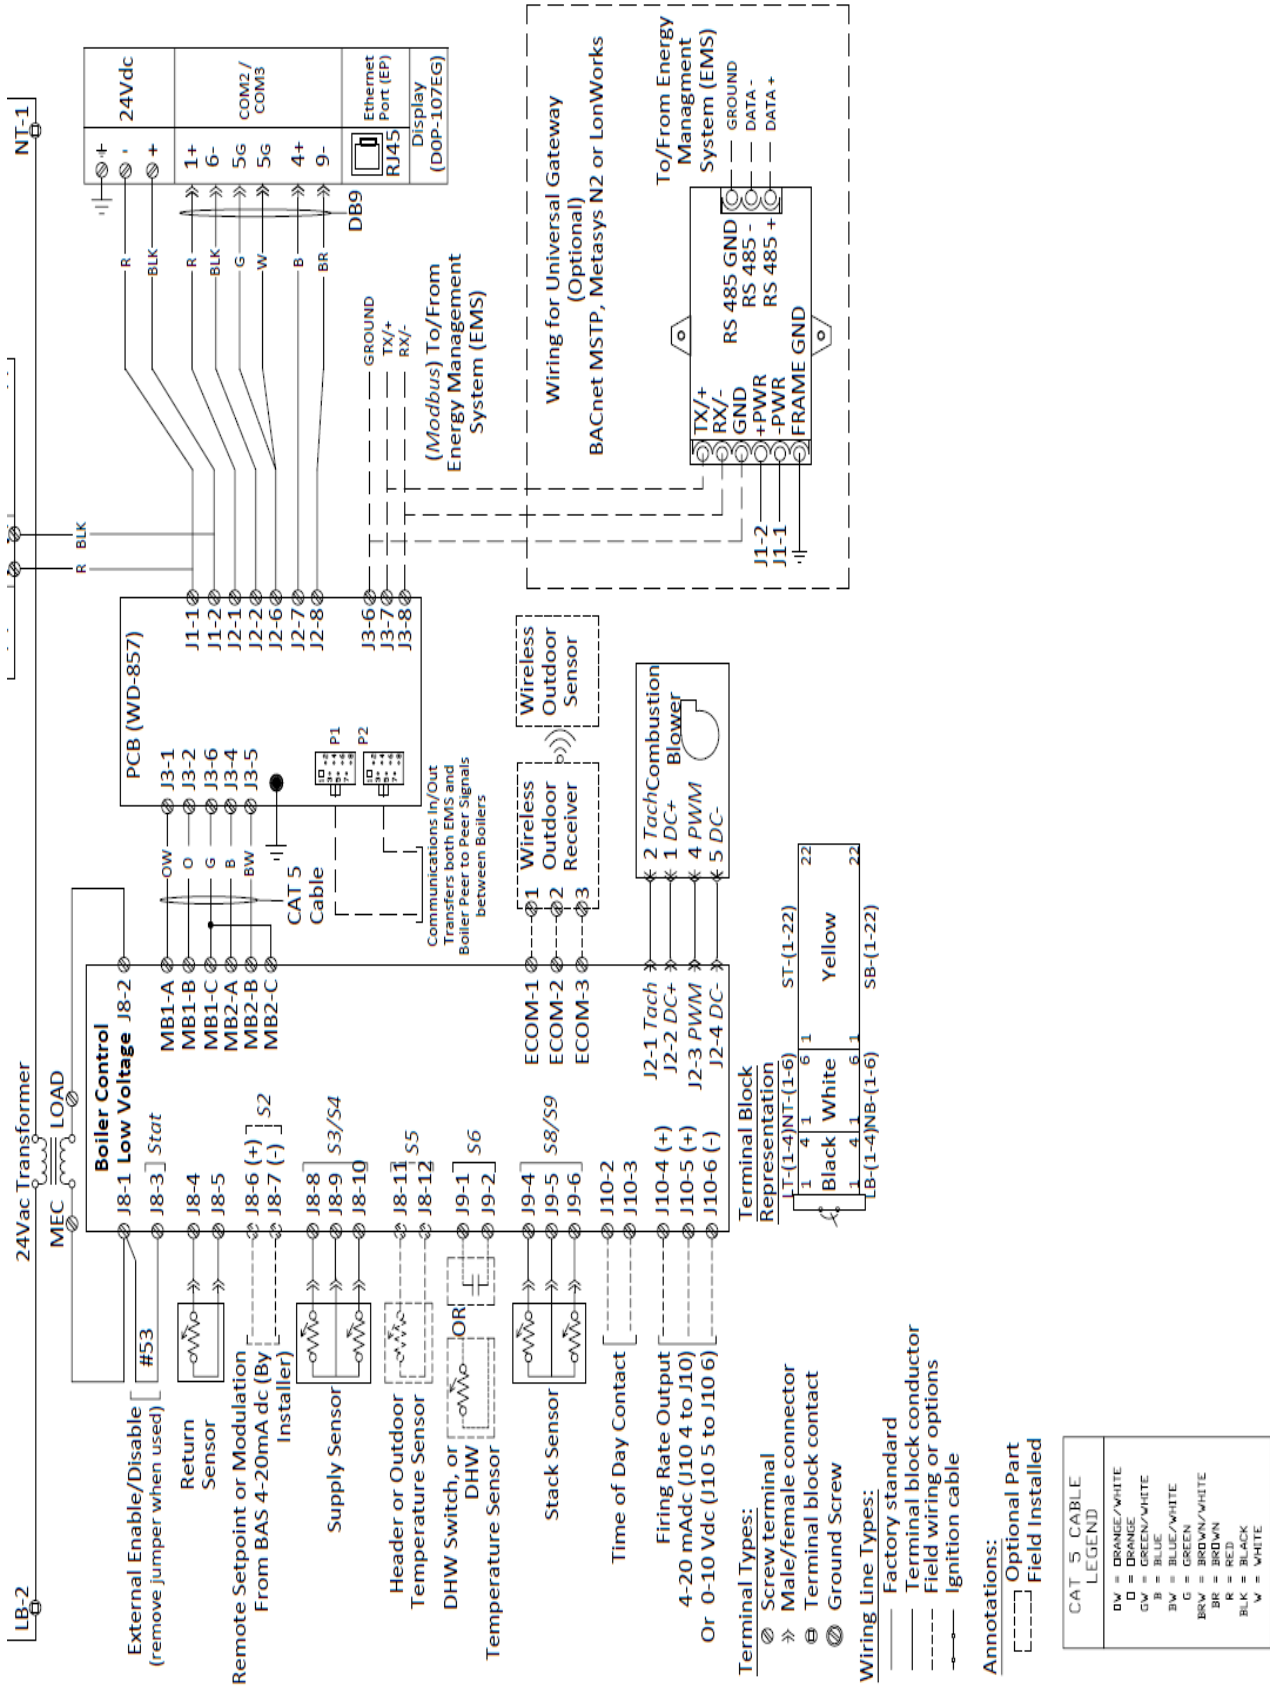 LB-2
24Vac Transformer
NT-1
MEC
LOAD
Boiler Control
Low Voltage
J8-1
J8-2
J8-3
Stat
J8-4
J8-5
J8-6 (+)
J8-7 (-)
S2
J8-8
J8-9
J8-10
S3/S4
J8-11
J8-12
S5
J9-1
J9-2
S6
J9-4
J9-5
J9-6
S8/S9
J10-2
J10-3
J10-4 (+)
J10-5 (+)
J10-6 (-)
MB1-A
MB1-B
MB1-C
MB2-A
MB2-B
MB2-C
ECOM-1
ECOM-2
ECOM-3
J2-1 Tach
J2-2 DC+
J2-3 PWM
J2-4 DC-
External Enable/Disable
(remove jumper when used)
#53
Return
Sensor
Remote Setpoint or Modulation
From BAS 4-20mA dc (By
Installer)
Supply Sensor
Header or Outdoor
Temperature Sensor
DHW Switch, or
DHW
Temperature Sensor
OR
Stack Sensor
Time of Day Contact
Firing Rate Output
4-20 mAdc (J10 4 to J10)
Or 0-10 Vdc (J10 5 to J10 6)
OW
O
G
B
BW
CAT 5
Cable
PCB (WD-857)
J3-1
J3-2
J3-6
J3-4
J3-5
P1
P2
J1-1
J1-2
J2-1
J2-2
J2-6
J2-7
J2-8
J3-6
J3-7
J3-8
R
BLK
R
BLK
R
BLK
G
W
B
BR
DB9
24Vdc
-
+
COM2 /
COM3
1+
6-
5G
5G
4+
9-
Ethernet
Port (EP)
RJ45
Display
(DOP-107EG)
Communications In/Out
Transfers both EMS and
Boiler Peer to Peer Signals
between Boilers
GROUND
TX/+
RX/-
(Modbus) To/From
Energy Management
System (EMS)
Wireless
Outdoor
Receiver
1
2
3
Wireless
Outdoor
Sensor
2 Tach
1 DC+
4 PWM
5 DC-
Combustion
Blower
Wiring for Universal Gateway
(Optional)
BACnet MSTP, Metasys N2 or LonWorks
To/From Energy
Managment
System (EMS)
GROUND
DATA -
DATA +
RS 485 GND
RS 485 -
RS 485 +
TX/+
RX/-
GND
+PWR
-PWR
FRAME GND
J1-2
J1-1
Terminal Block
Representation
LT-(1-4)
NT-(1-6)
ST-(1-22)
1 4 1 6 1 22
Black
White
Yellow
1 4 1 6 1 22
LB-(1-4)
NB-(1-6)
SB-(1-22)
Terminal Types:
Screw terminal
Male/female connector
Terminal block contact
Ground Screw
Wiring Line Types:
Factory standard
Terminal block conductor
Field wiring or options
Ignition cable
Annotations:
Optional Part
Field Installed
CAT 5 CABLE
LEGEND
OW = ORANGE/WHITE
O = ORANGE
GW = GREEN/WHITE
B = BLUE
BW = BLUE/WHITE
G = GREEN
BRW = BROWN/WHITE
BR = BROWN
R = RED
BLK = BLACK
W = WHITE